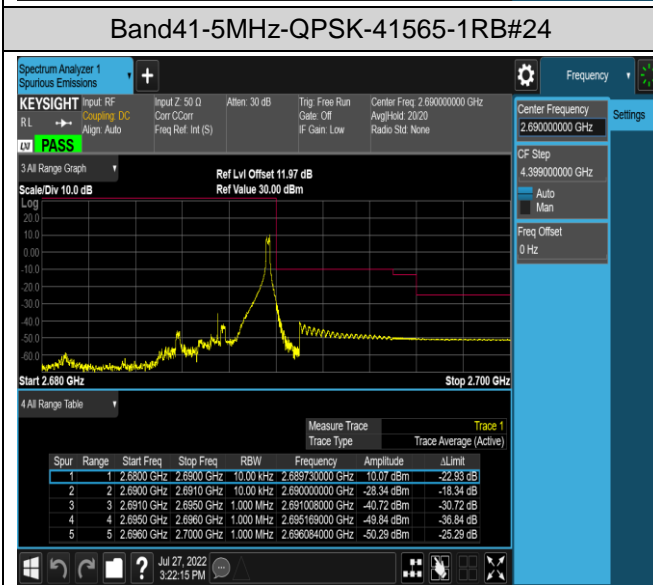 Band41-5MHz-QPSK-41565-1RB#24
Spectrum Analyzer 1
Spurious Emissions
Frequency
KEYSIGHT Input: RF Input Z: 50 Ω Atten: 30 dB Trig: Free Run Center Freq: 2.690000000 GHz
RL Coupling: DC Corr CCorr Gate: Off Avg|Hold: 20/20
Align: Auto Freq Ref: Int (S) IF Gain: Low Radio Std: None
LXI PASS
Center Frequency
2.690000000 GHz
Settings
CF Step
4.399000000 GHz
Auto
Man
Freq Offset
0 Hz
3 All Range Graph
Ref Lvl Offset 11.97 dB
Scale/Div 10.0 dB Ref Value 30.00 dBm
Log
20.0
10.0
0.00
-10.0
-20.0
-30.0
-40.0
-50.0
-60.0
Start 2.680 GHz Stop 2.700 GHz
4 All Range Table
Measure Trace Trace 1
Trace Type Trace Average (Active)
Spur Range Start Freq Stop Freq RBW Frequency Amplitude ΔLimit
1 1 2.6800 GHz 2.6900 GHz 10.00 kHz 2.689730000 GHz 10.07 dBm -22.93 dB
2 2 2.6900 GHz 2.6910 GHz 10.00 kHz 2.690000000 GHz -28.34 dBm -18.34 dB
3 3 2.6910 GHz 2.6950 GHz 1.000 MHz 2.691008000 GHz -40.72 dBm -30.72 dB
4 4 2.6950 GHz 2.6960 GHz 1.000 MHz 2.695169000 GHz -49.84 dBm -36.84 dB
5 5 2.6960 GHz 2.7000 GHz 1.000 MHz 2.696084000 GHz -50.29 dBm -25.29 dB
Jul 27, 2022
3:22:15 PM